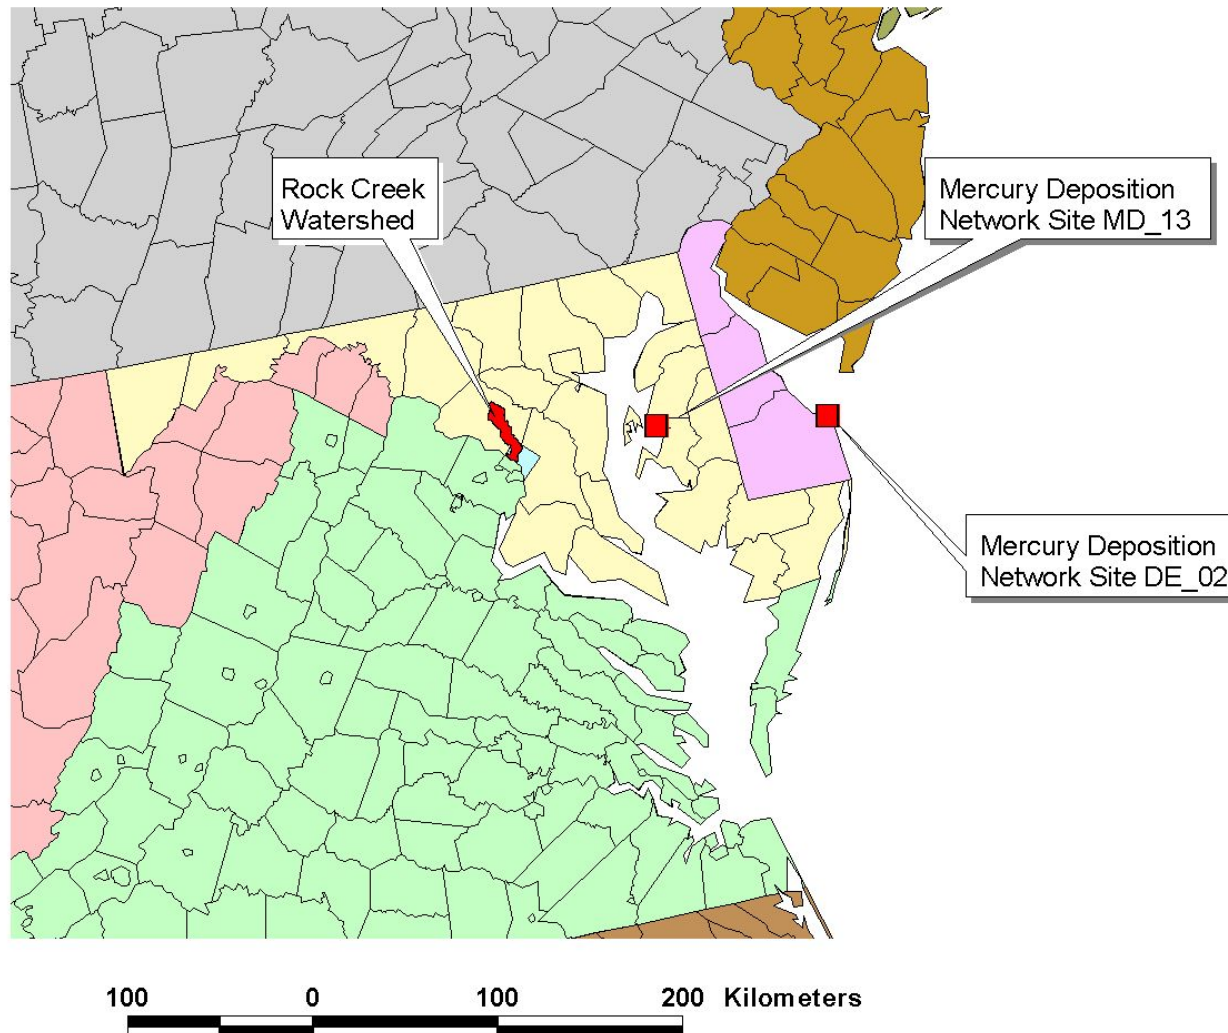 Rock Creek
Watershed
Mercury Deposition
Network Site MD_13
Mercury Deposition
Network Site DE_02
100 0 100 200 Kilometers